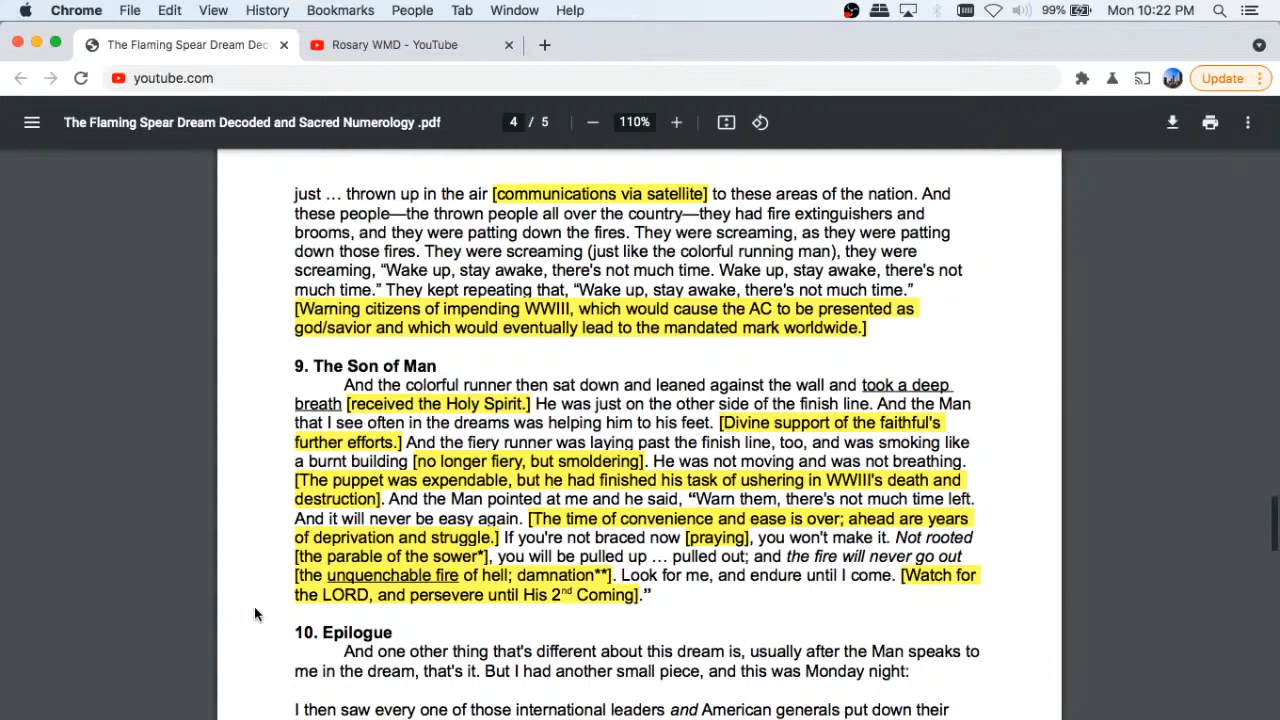 Chrome File Edit View History Bookmarks People Tab Window Help 99% Mon 10:22 PM
The Flaming Spear Dream Dec Rosary WMD - YouTube
youtube.com Update
The Flaming Spear Dream Decoded and Sacred Numerology .pdf 4 / 5 110%
just … thrown up in the air [communications via satellite] to these areas of the nation. And
these people—the thrown people all over the country—they had fire extinguishers and
brooms, and they were patting down the fires. They were screaming, as they were patting
down those fires. They were screaming (just like the colorful running man), they were
screaming, “Wake up, stay awake, there's not much time. Wake up, stay awake, there's not
much time.” They kept repeating that, “Wake up, stay awake, there's not much time.”
[Warning citizens of impending WWIII, which would cause the AC to be presented as
god/savior and which would eventually lead to the mandated mark worldwide.]
9. The Son of Man
And the colorful runner then sat down and leaned against the wall and took a deep
breath [received the Holy Spirit.] He was just on the other side of the finish line. And the Man
that I see often in the dreams was helping him to his feet. [Divine support of the faithful's
further efforts.] And the fiery runner was laying past the finish line, too, and was smoking like
a burnt building [no longer fiery, but smoldering]. He was not moving and was not breathing.
[The puppet was expendable, but he had finished his task of ushering in WWIII's death and
destruction]. And the Man pointed at me and he said, “Warn them, there's not much time left.
And it will never be easy again. [The time of convenience and ease is over; ahead are years
of deprivation and struggle.] If you're not braced now [praying], you won't make it. Not rooted
[the parable of the sower*], you will be pulled up … pulled out; and the fire will never go out
[the unquenchable fire of hell; damnation**]. Look for me, and endure until I come. [Watch for
the LORD, and persevere until His 2nd Coming].”
10. Epilogue
And one other thing that's different about this dream is, usually after the Man speaks to
me in the dream, that's it. But I had another small piece, and this was Monday night:
I then saw every one of those international leaders and American generals put down their